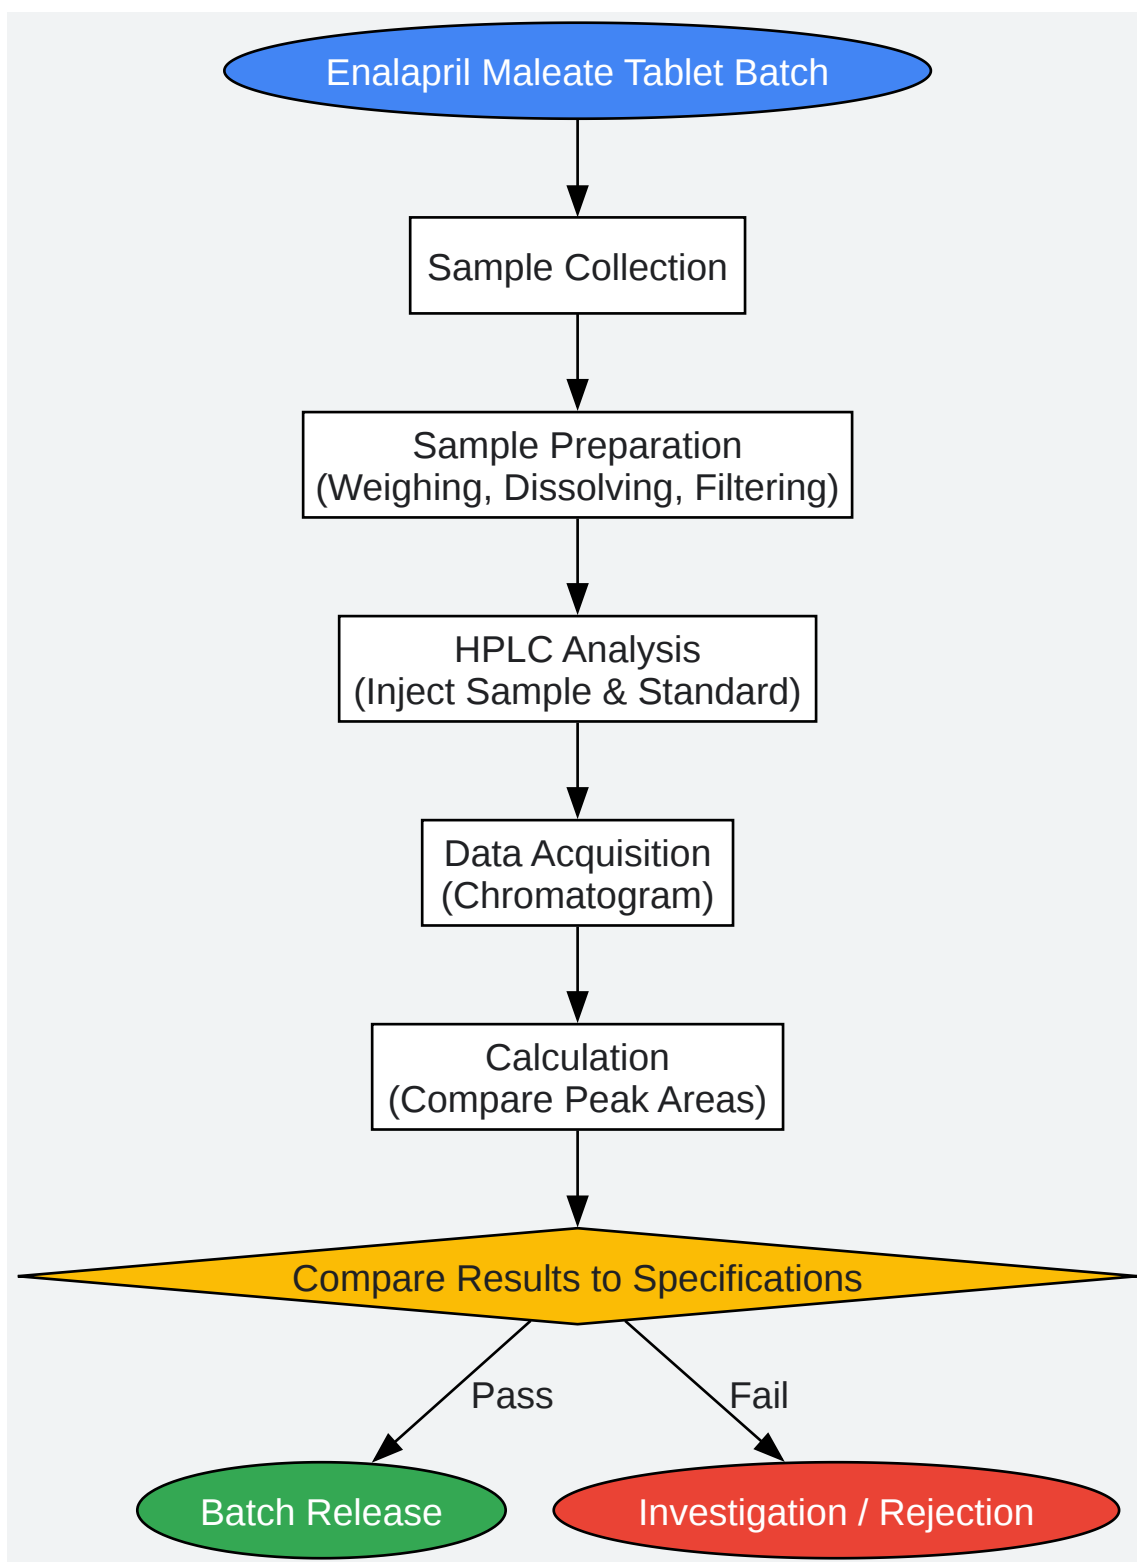 Enalapril Maleate Tablet Batch
Sample Collection
Sample Preparation
(Weighing, Dissolving, Filtering)
HPLC Analysis
(Inject Sample & Standard)
Data Acquisition
(Chromatogram)
Calculation
(Compare Peak Areas)
Compare Results to Specifications
Pass
Fail
Batch Release
Investigation / Rejection